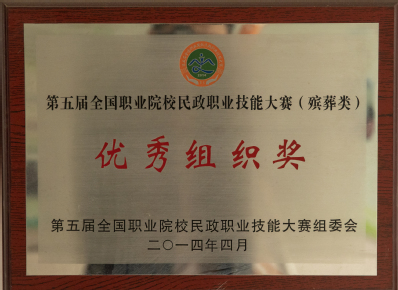 第五届全国职业院校民政职业技能大赛（殡葬类）
优秀组织奖
第五届全国职业院校民政职业技能大赛组委会
二〇一四年四月